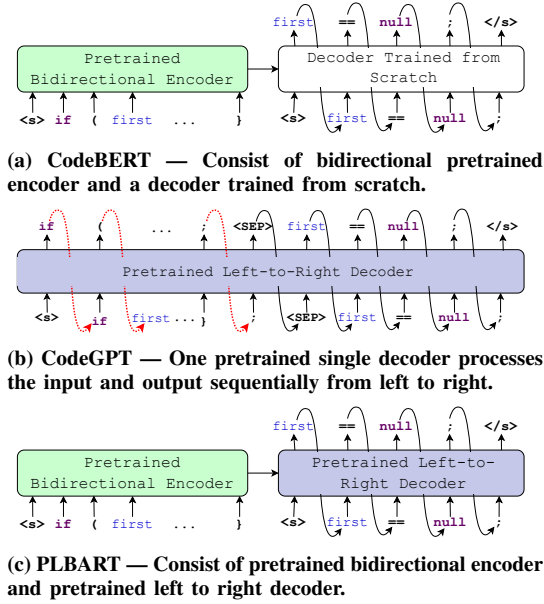 first == null ; </s>
Pretrained Bidirectional Encoder
Decoder Trained from Scratch
<s> if ( first ... }
<s> first == null ;
(a) CodeBERT — Consist of bidirectional pretrained
encoder and a decoder trained from scratch.
if ( ... ; <SEP> first == null ; </s>
Pretrained Left-to-Right Decoder
<s> if first ... } ; <SEP> first == null ;
(b) CodeGPT — One pretrained single decoder processes
the input and output sequentially from left to right.
first == null ; </s>
Pretrained Bidirectional Encoder
Pretrained Left-to-
Right Decoder
<s> if ( first ... }
<s> first == null ;
(c) PLBART — Consist of pretrained bidirectional encoder
and pretrained left to right decoder.